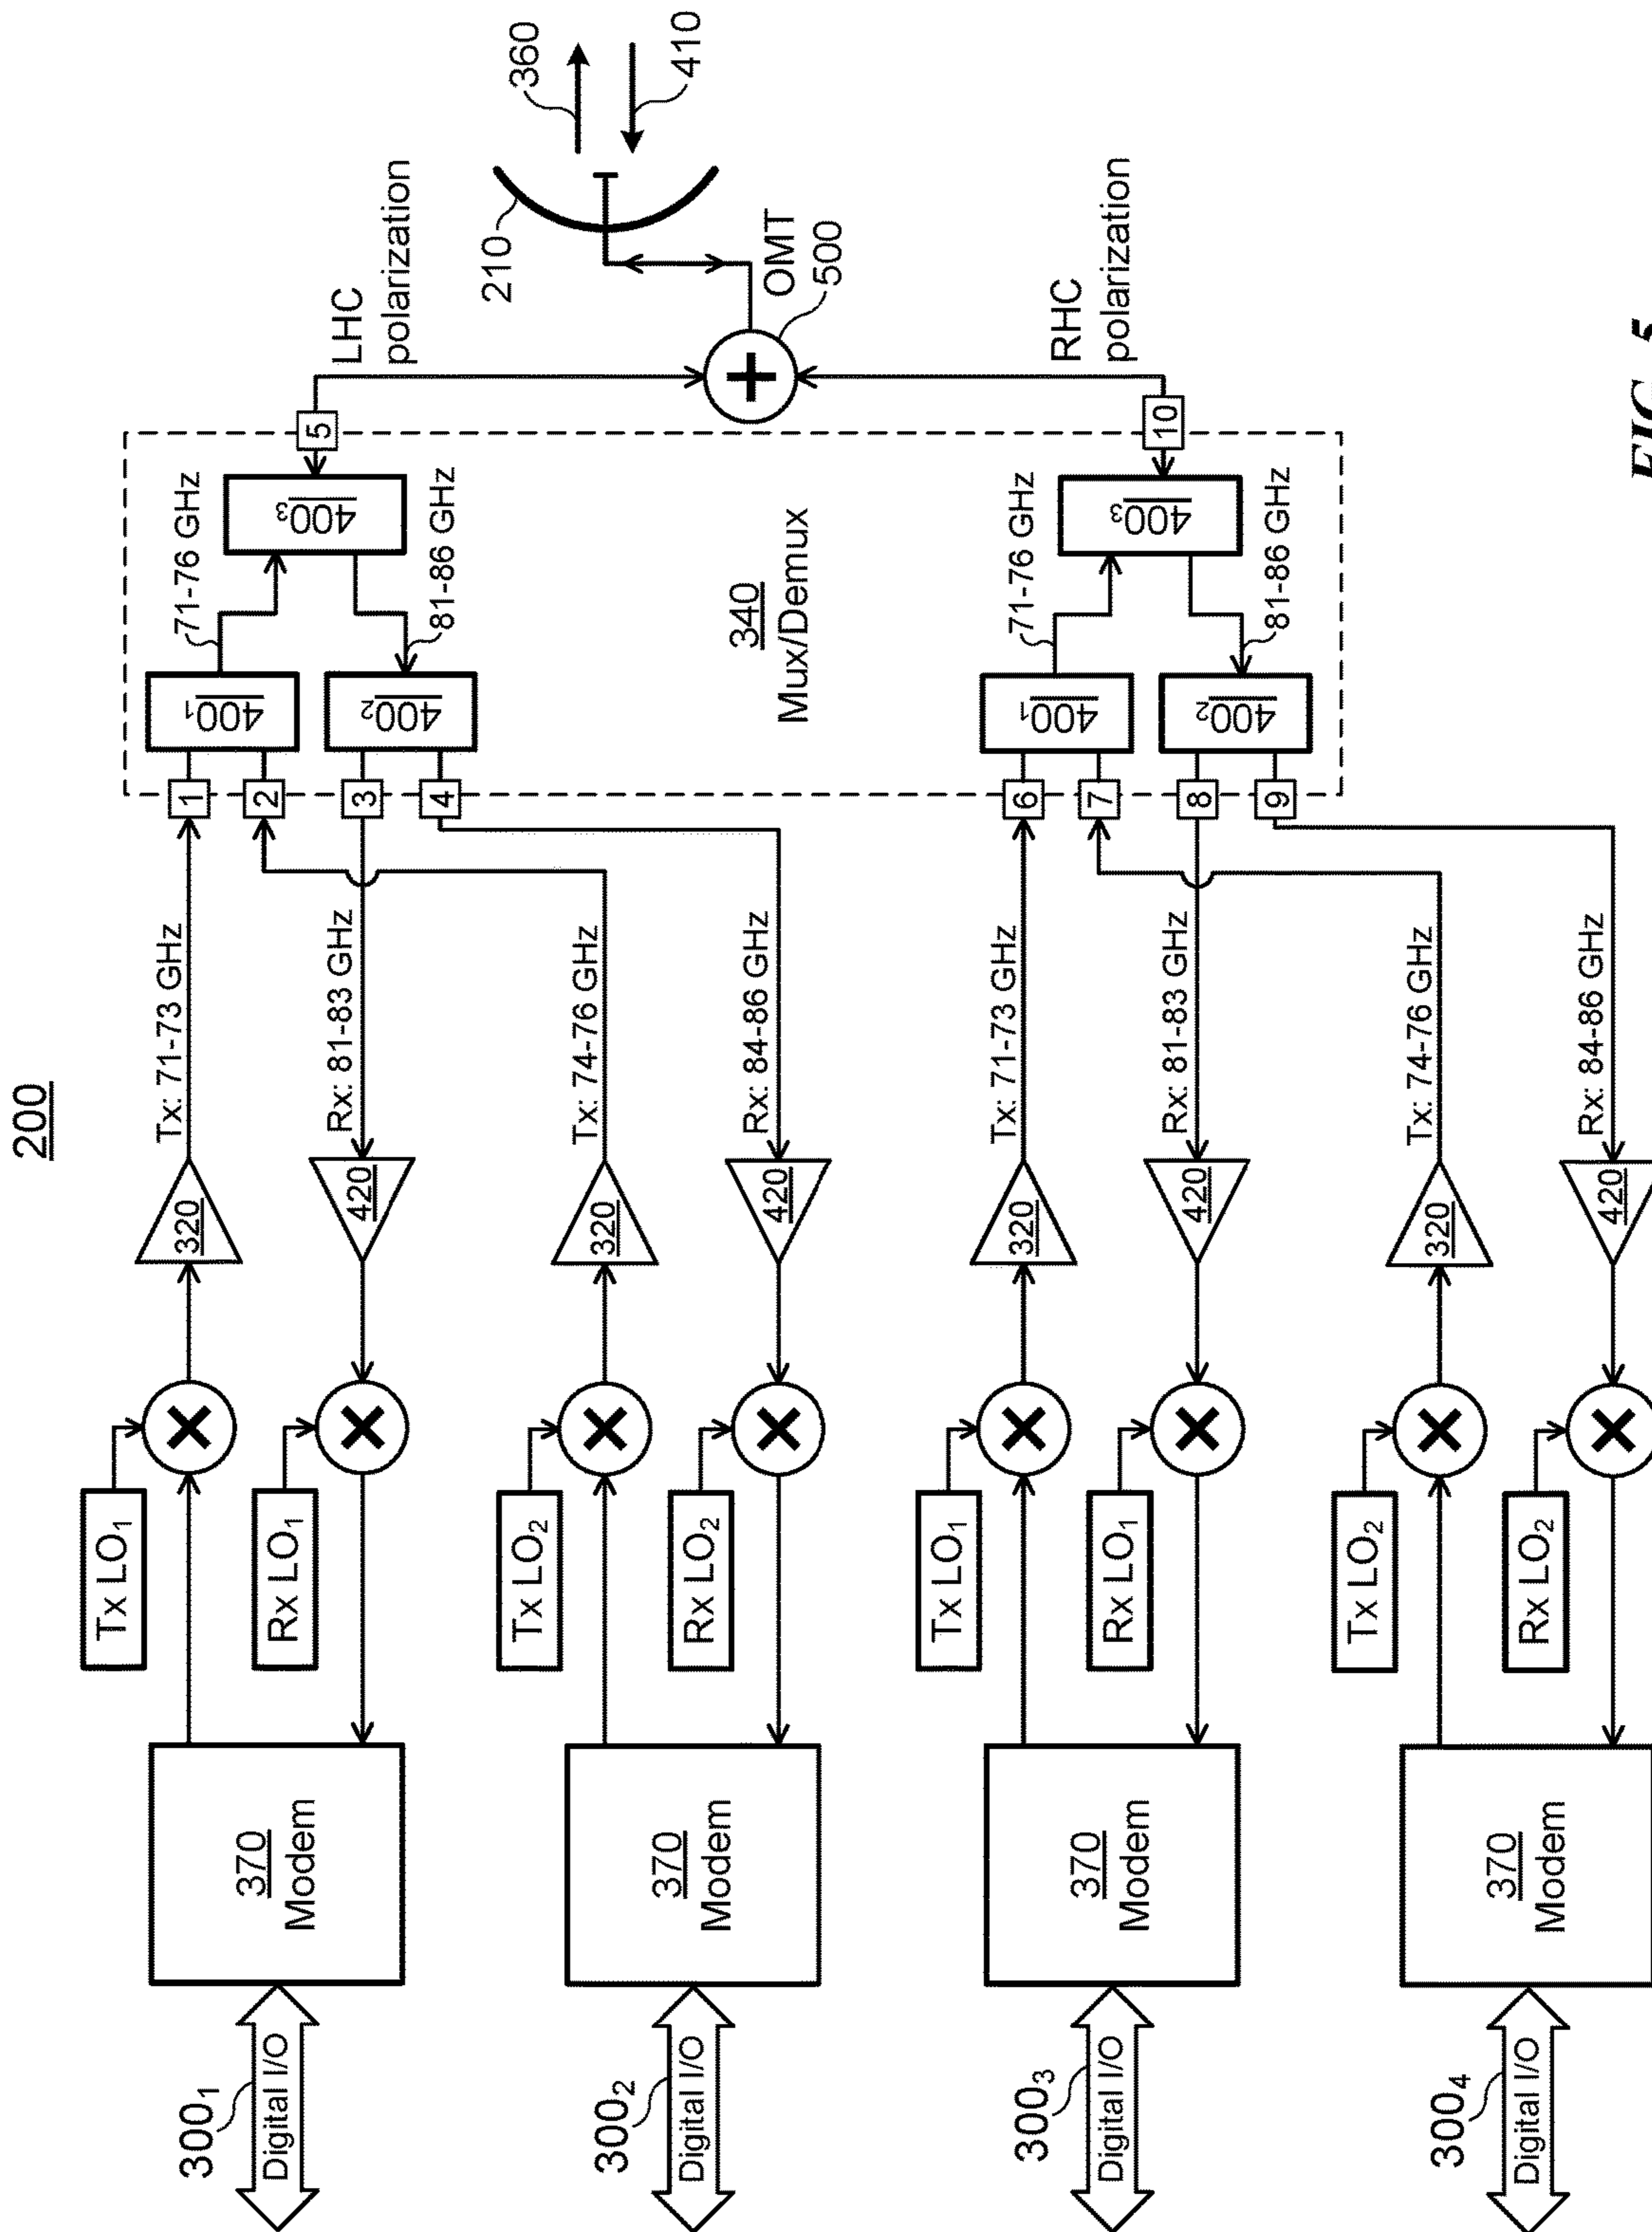 200
300₁
Digital I/O
370
Modem
Tx LO₁
Rx LO₁
320
420
Tx: 71-73 GHz
Rx: 81-83 GHz
300₂
Digital I/O
370
Modem
Tx LO₂
Rx LO₂
320
420
Tx: 74-76 GHz
Rx: 84-86 GHz
300₃
Digital I/O
370
Modem
Tx LO₁
Rx LO₁
320
420
Tx: 71-73 GHz
Rx: 81-83 GHz
300₄
Digital I/O
370
Modem
Tx LO₂
Rx LO₂
320
420
Tx: 74-76 GHz
Rx: 84-86 GHz
1
2
3
4
400₁
400₂
71-76 GHz
81-86 GHz
400₃
5
340
Mux/Demux
6
7
8
9
400₁
400₂
71-76 GHz
81-86 GHz
400₃
10
LHC
polarization
RHC
polarization
OMT
500
210
360
410
FIG. 5